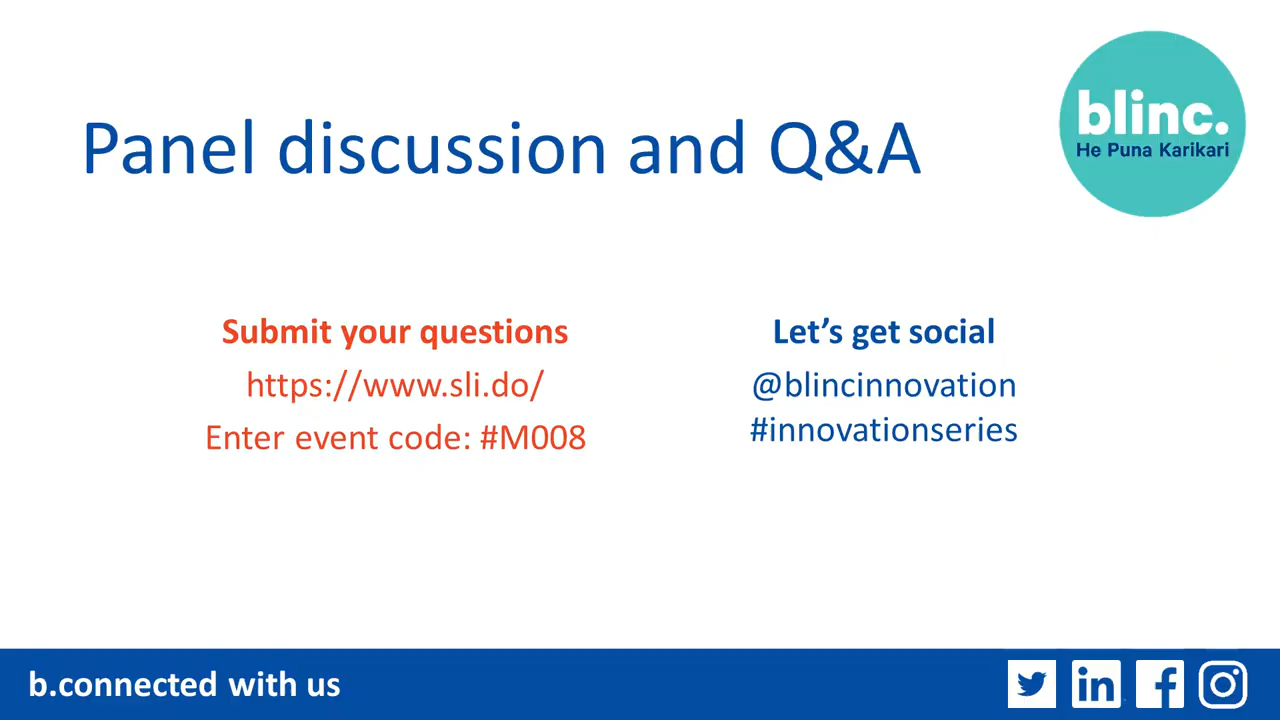 Panel discussion and Q&A
blinc.
He Puna Karikari
Submit your questions
https://www.sli.do/
Enter event code: #M008
Let’s get social
@blincinnovation
#innovationseries
b.connected with us